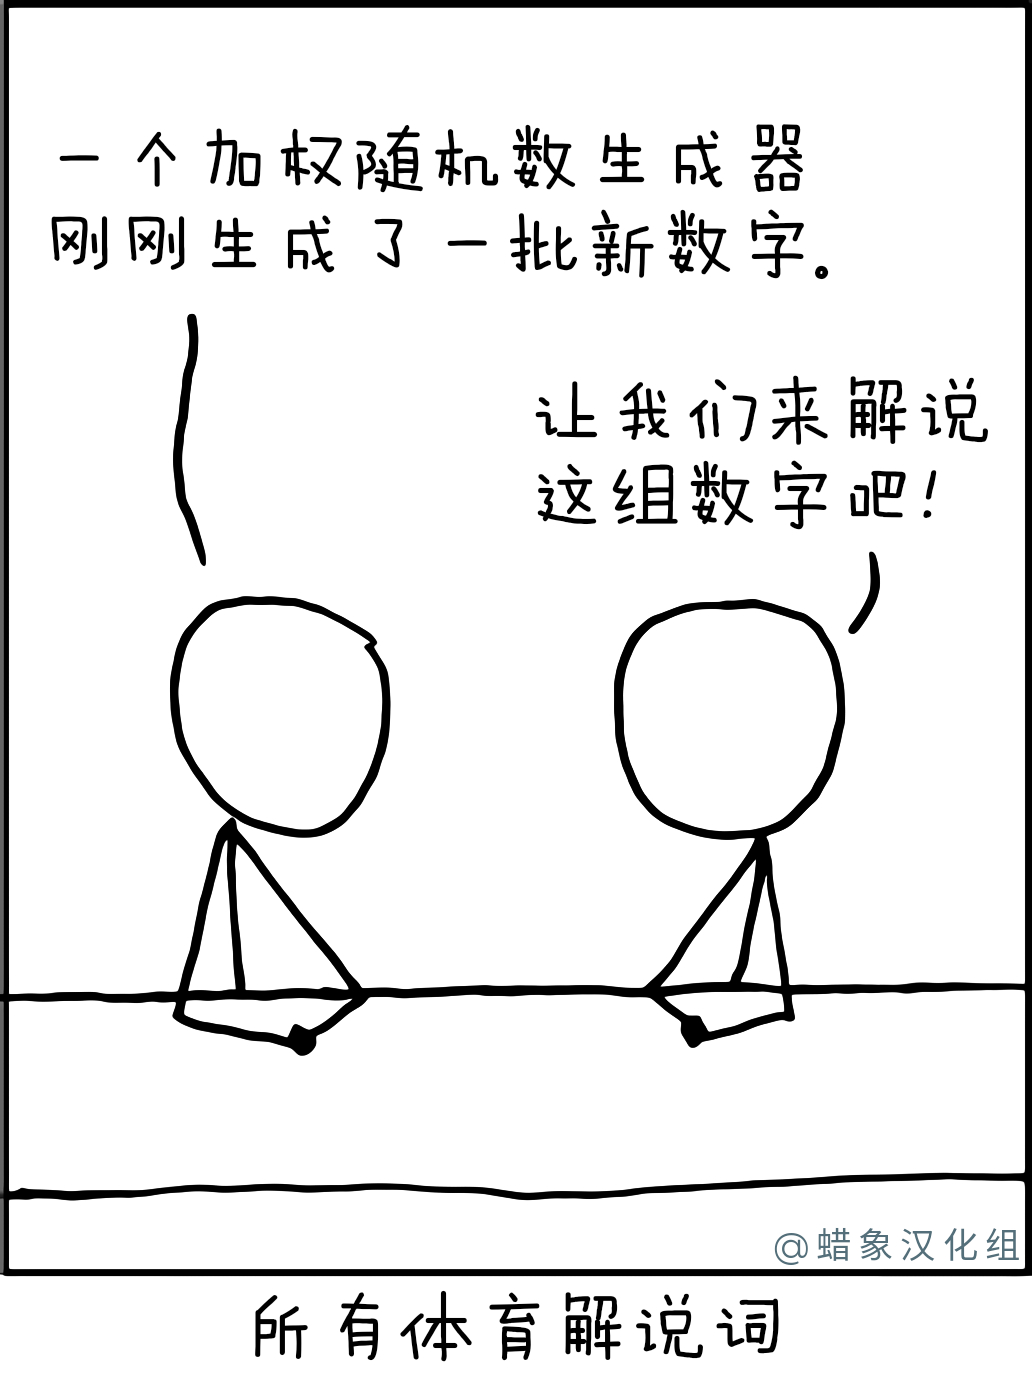 一个加权随机数生成器
刚刚生成了一批新数字。
让我们来解说
这组数字吧！
@蜡象汉化组
所有体育解说词